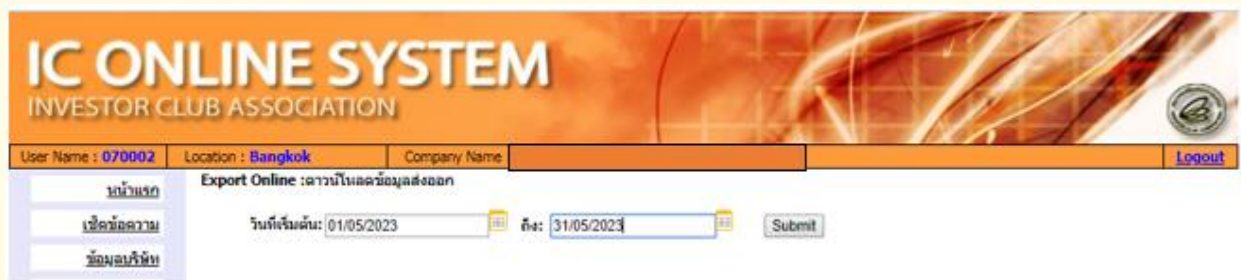 IC ONLINE SYSTEM
INVESTOR CLUB ASSOCIATION
User Name : 070002 Location : Bangkok Company Name Logout
หน้าแรก Export Online :ดาวน์โหลดข้อมูลส่งออก
เช็คข้อความ วันที่เริ่มต้น: 01/05/2023 ถึง: 31/05/2023 Submit
ข้อมูลบริษัท